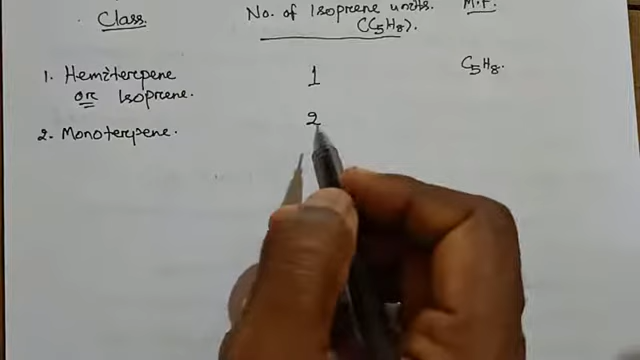 Class. No. of Isoprene units. M.F.
(C5H8).
1. Hemiterpene 1 C5H8.
or Isoprene.
2. Monoterpene. 2